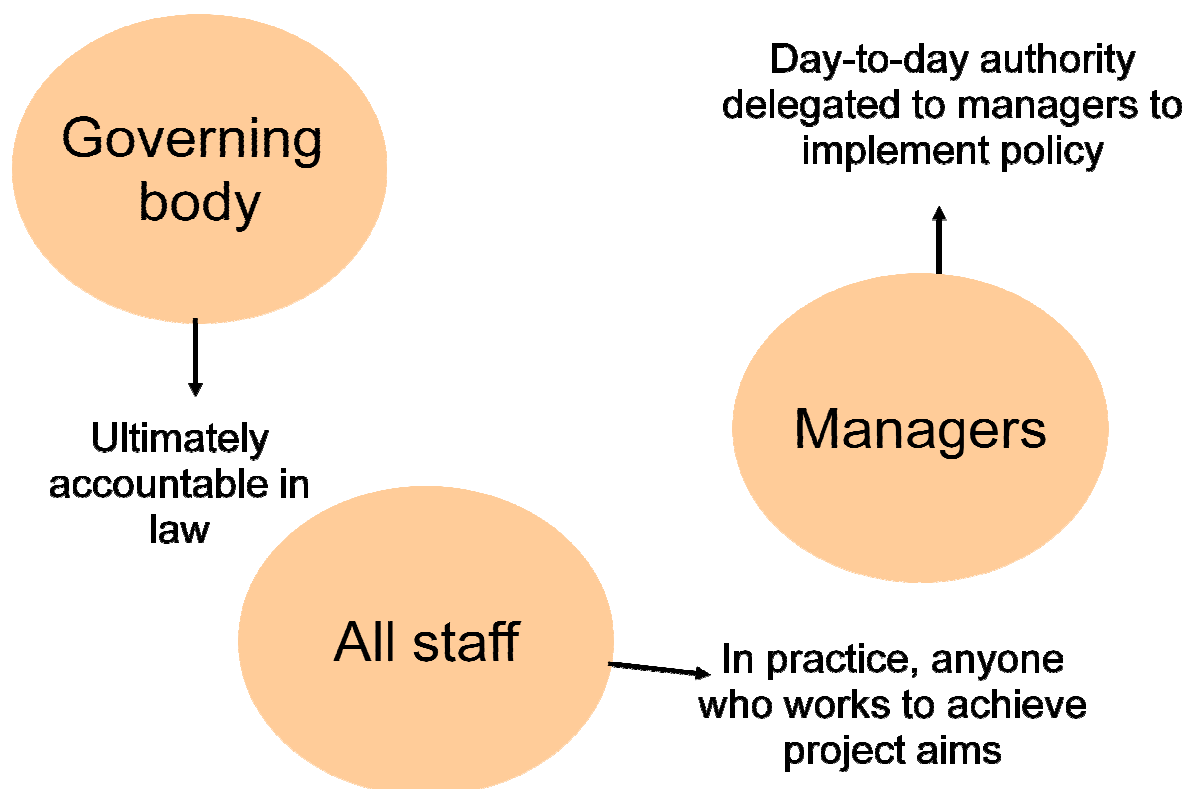 Governing
body
Ultimately
accountable in
law
Day-to-day authority
delegated to managers to
implement policy
Managers
All staff
In practice, anyone
who works to achieve
project aims